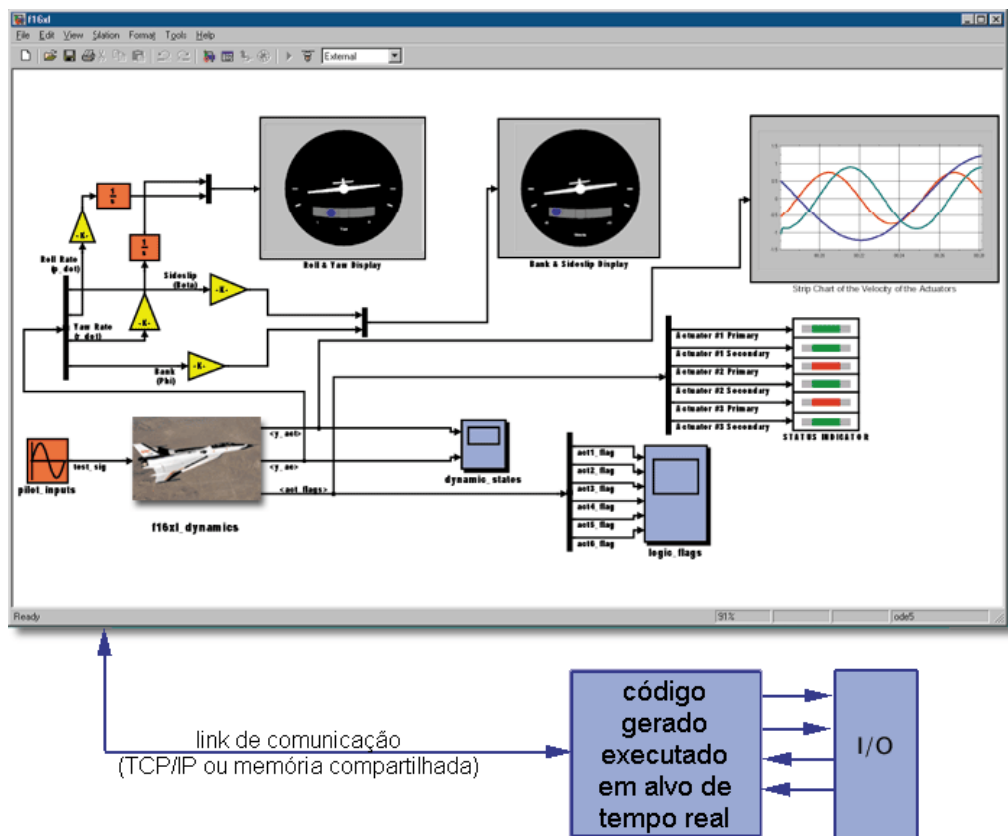 f16xl
File Edit View Station Format Tools Help
External
Roll & Yaw Display
Bank & Sideslip Display
Strip Chart of the Velocity of the Actuators
1/s
-K-
1/s
Roll Rate
(p_dot)
Sideslip
(Beta)
-K-
Yaw Rate
(r_dot)
-K-
Bank
(Phi)
-K-
Actuator #1 Primary
Actuator #1 Secondary
Actuator #2 Primary
Actuator #2 Secondary
Actuator #3 Primary
Actuator #3 Secondary
STATUS INDICATOR
pilot_inputs
test_sig
f16xl_dynamics
<y_act>
<y_ac>
<act_flags>
dynamic_states
act1_flag
act2_flag
act3_flag
act4_flag
act5_flag
act6_flag
logic_flags
Ready
91%
ode5
link de comunicação
(TCP/IP ou memória compartilhada)
código
gerado
executado
em alvo de
tempo real
I/O